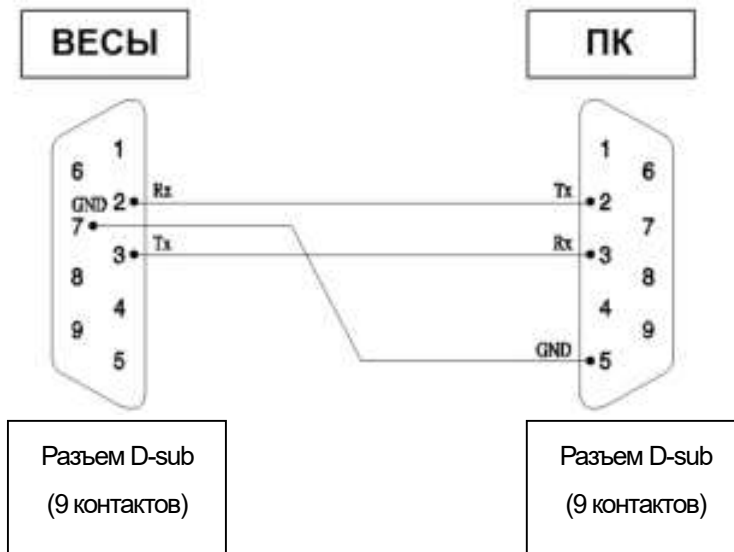 ВЕСЫ
ПК
1
6
2
Rx
GND
7
3
Tx
8
4
9
5
1
6
Tx
2
7
Rx
3
8
4
9
GND
5
Разъем D-sub
(9 контактов)
Разъем D-sub
(9 контактов)